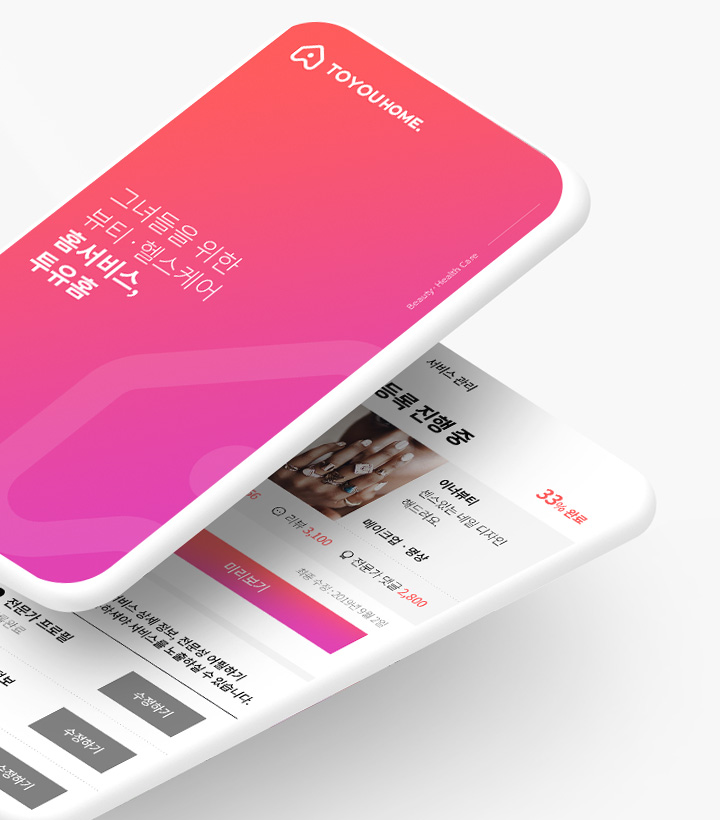 TOYOUHOME.
그녀들을 위한
뷰티 · 헬스케어
홈서비스,
투유홈
Beauty · Health Care
서비스 관리
등록 진행 중
33% 완료
이너뷰티
센스있는 네일 디자인
해드려요.
메이크업 · 영상
리뷰 3,100
전문가 댓글 2,800
최종 수정 · 2019년 9월 2일
미리보기
서비스 상세 정보, 전문성 어필하기
하셔야 서비스를 노출하실 수 있습니다.
전문가 프로필
수정하기
수정하기
수정하기